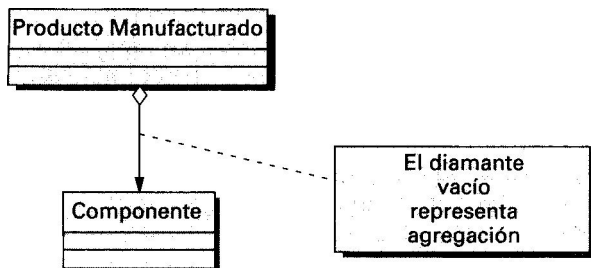 Producto Manufacturado
Componente
El diamante
vacío
representa
agregación